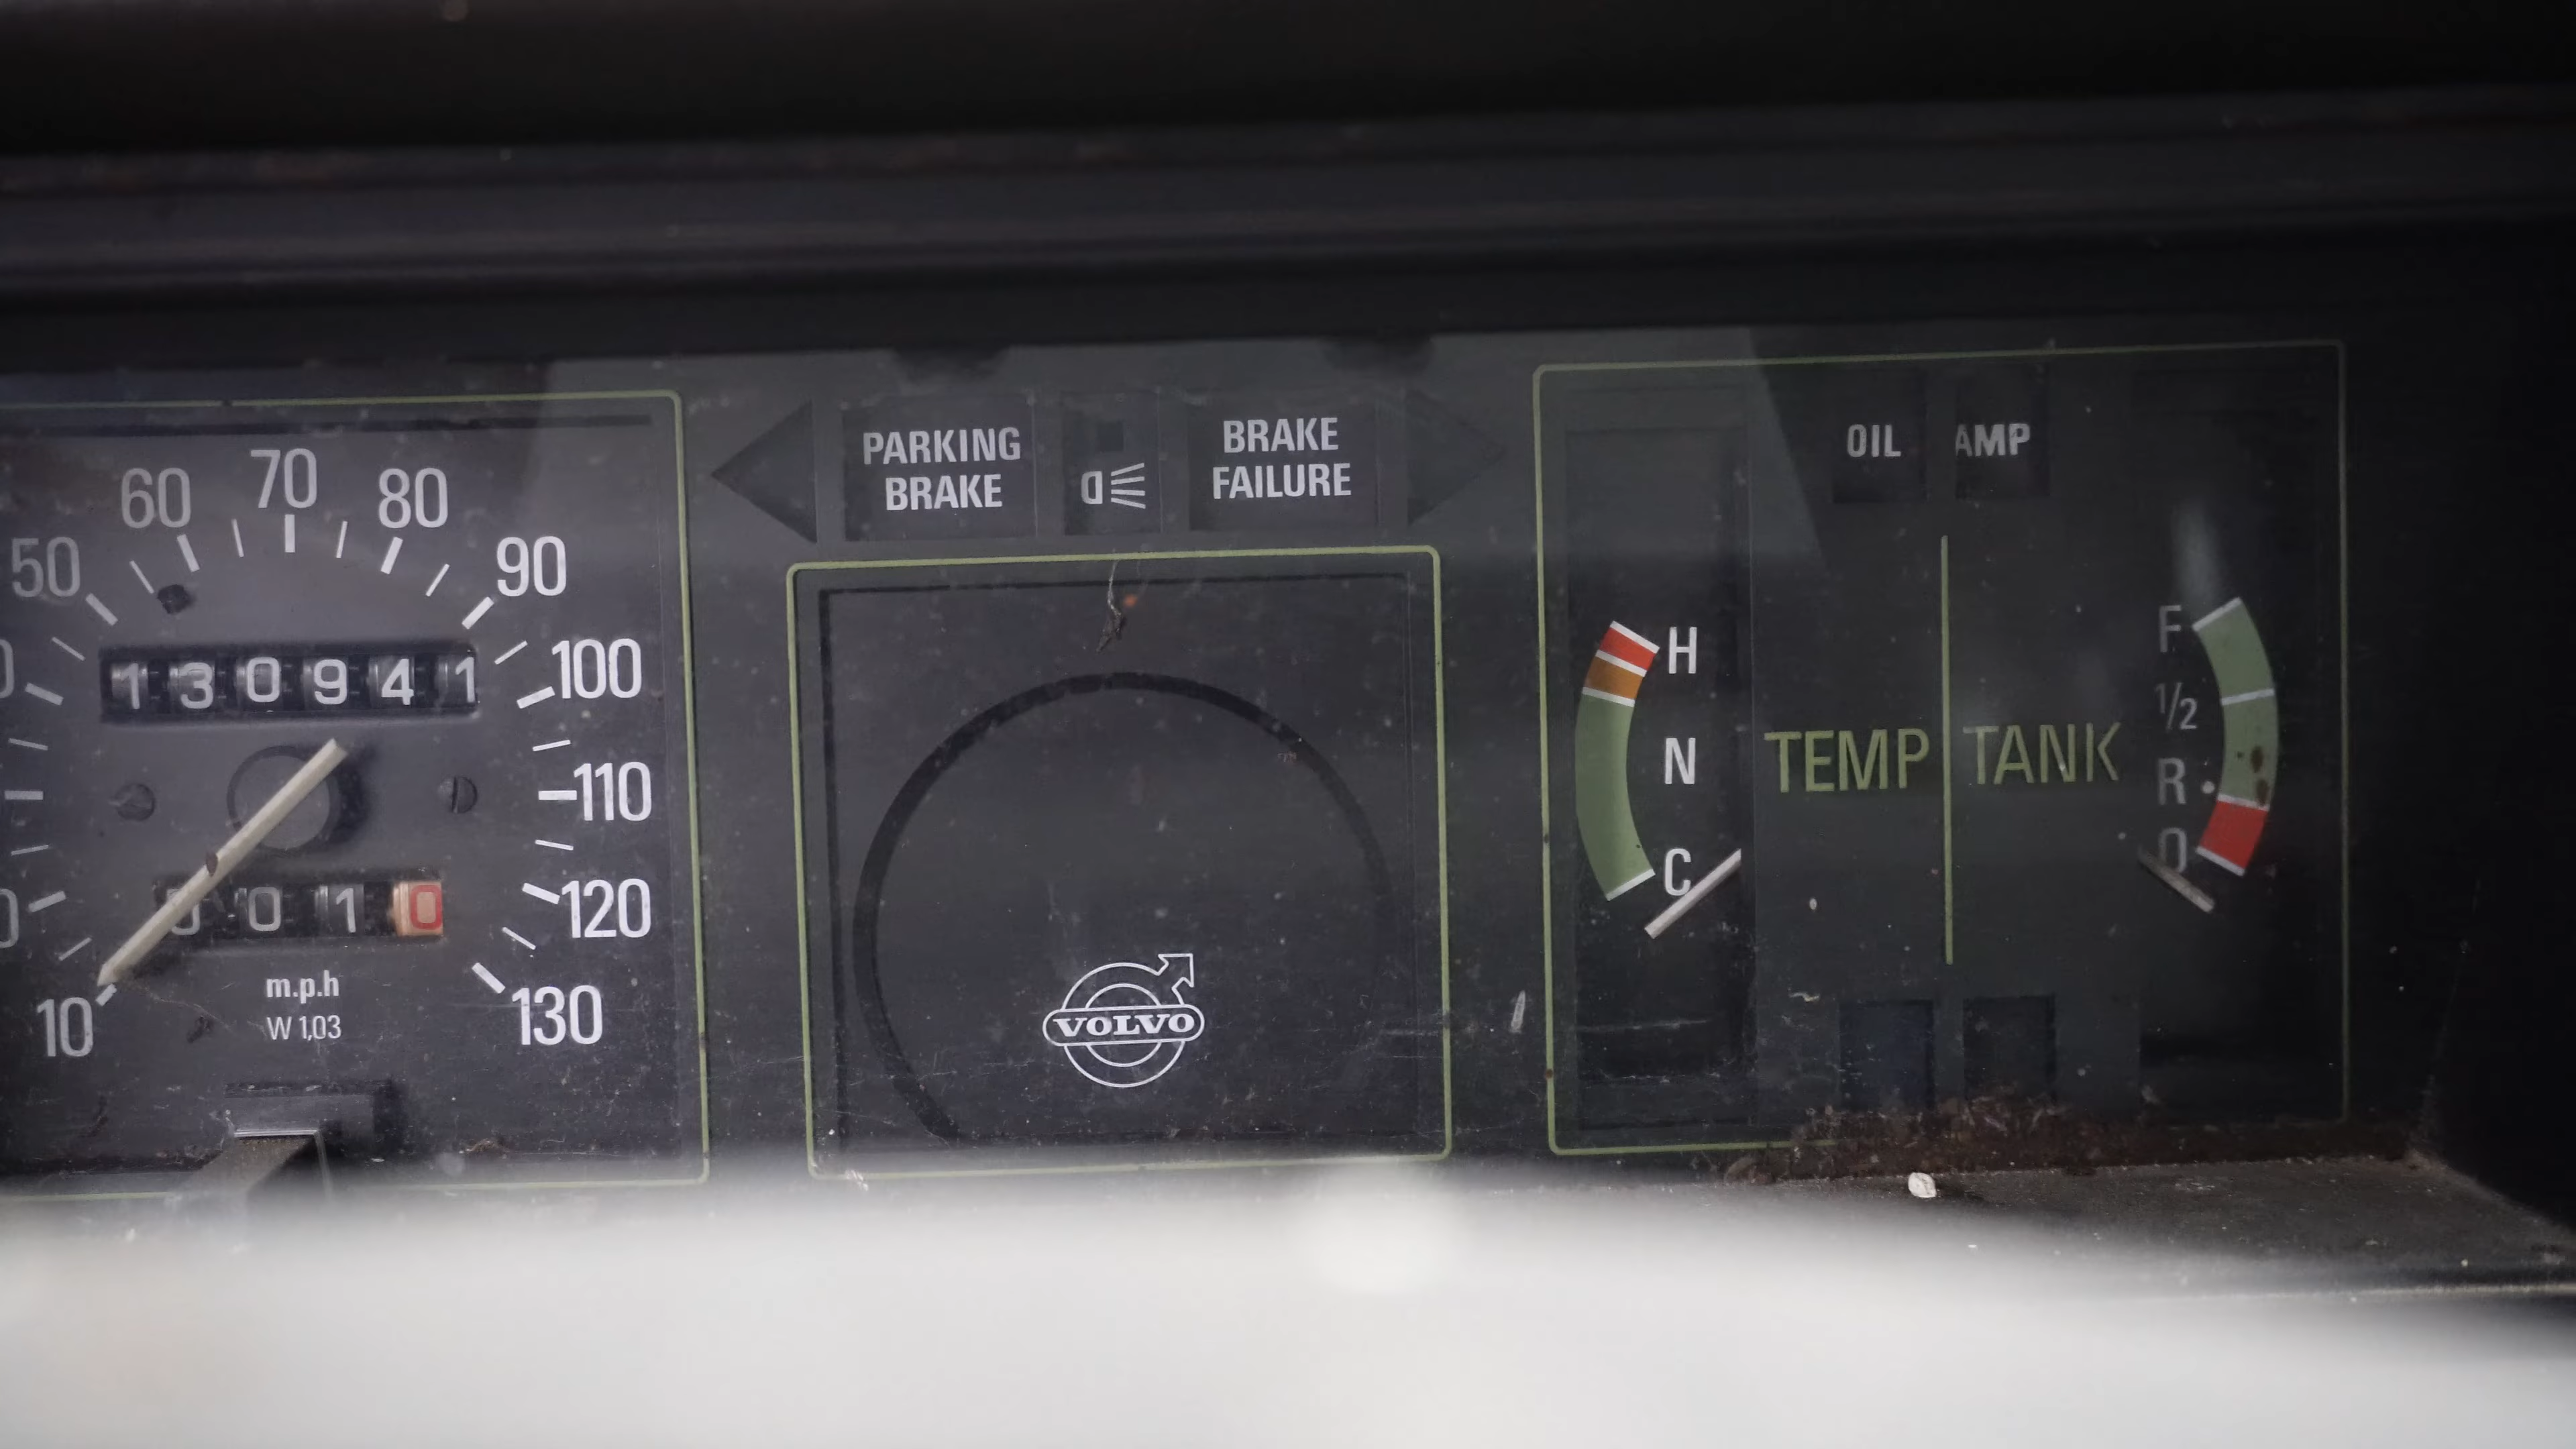 50
60
70
80
90
100
110
120
130
10
130941
010
m.p.h
W 1,03
PARKING
BRAKE
BRAKE
FAILURE
VOLVO
OIL
AMP
H
N
C
TEMP
TANK
F
1/2
R
0